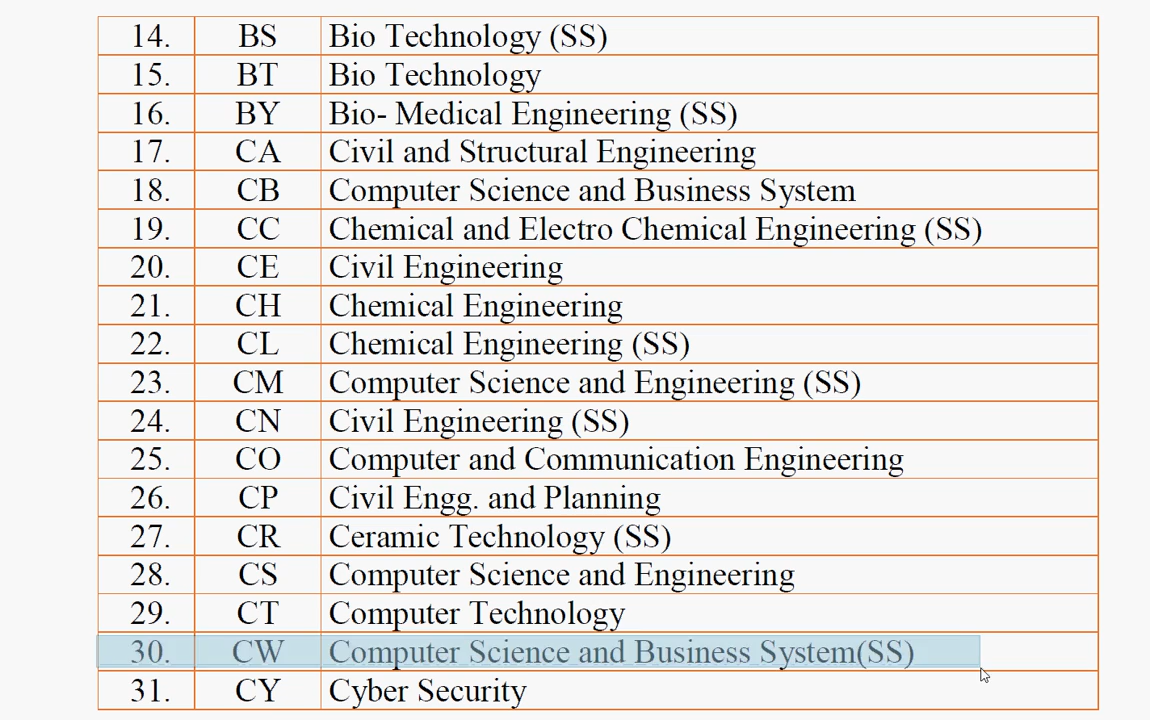 14. BS Bio Technology (SS)
15. BT Bio Technology
16. BY Bio- Medical Engineering (SS)
17. CA Civil and Structural Engineering
18. CB Computer Science and Business System
19. CC Chemical and Electro Chemical Engineering (SS)
20. CE Civil Engineering
21. CH Chemical Engineering
22. CL Chemical Engineering (SS)
23. CM Computer Science and Engineering (SS)
24. CN Civil Engineering (SS)
25. CO Computer and Communication Engineering
26. CP Civil Engg. and Planning
27. CR Ceramic Technology (SS)
28. CS Computer Science and Engineering
29. CT Computer Technology
30. CW Computer Science and Business System(SS)
31. CY Cyber Security